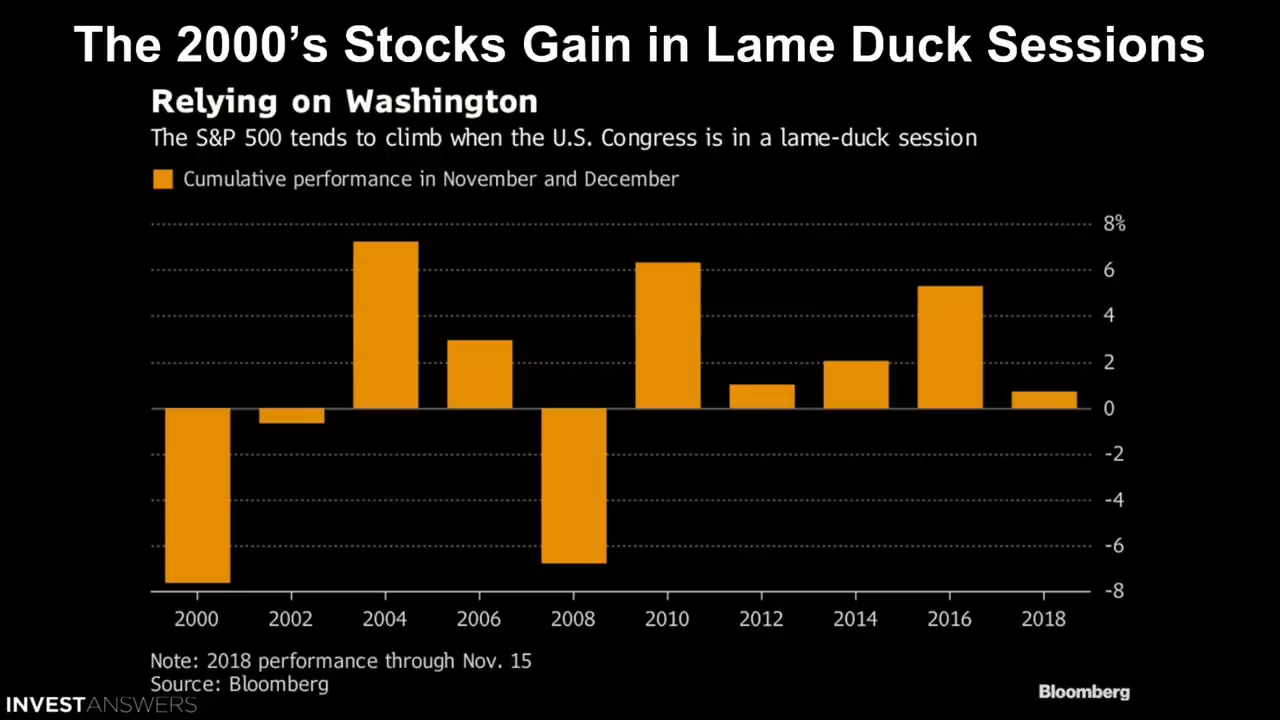 The 2000's Stocks Gain in Lame Duck Sessions
Relying on Washington
The S&P 500 tends to climb when the U.S. Congress is in a lame-duck session
Cumulative performance in November and December
8%
6
4
2
0
-2
-4
-6
-8
2000 2002 2004 2006 2008 2010 2012 2014 2016 2018
Note: 2018 performance through Nov. 15
Source: Bloomberg
Bloomberg
INVESTANSWERS